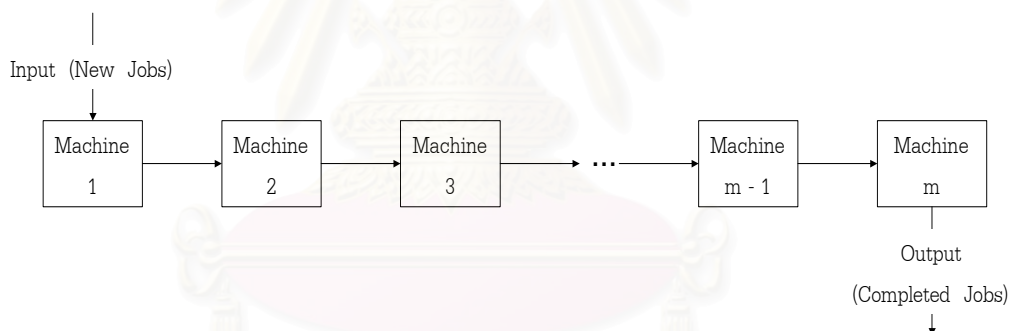 Input (New Jobs)
Machine
1
Machine
2
Machine
3
...
Machine
m - 1
Machine
m
Output
(Completed Jobs)